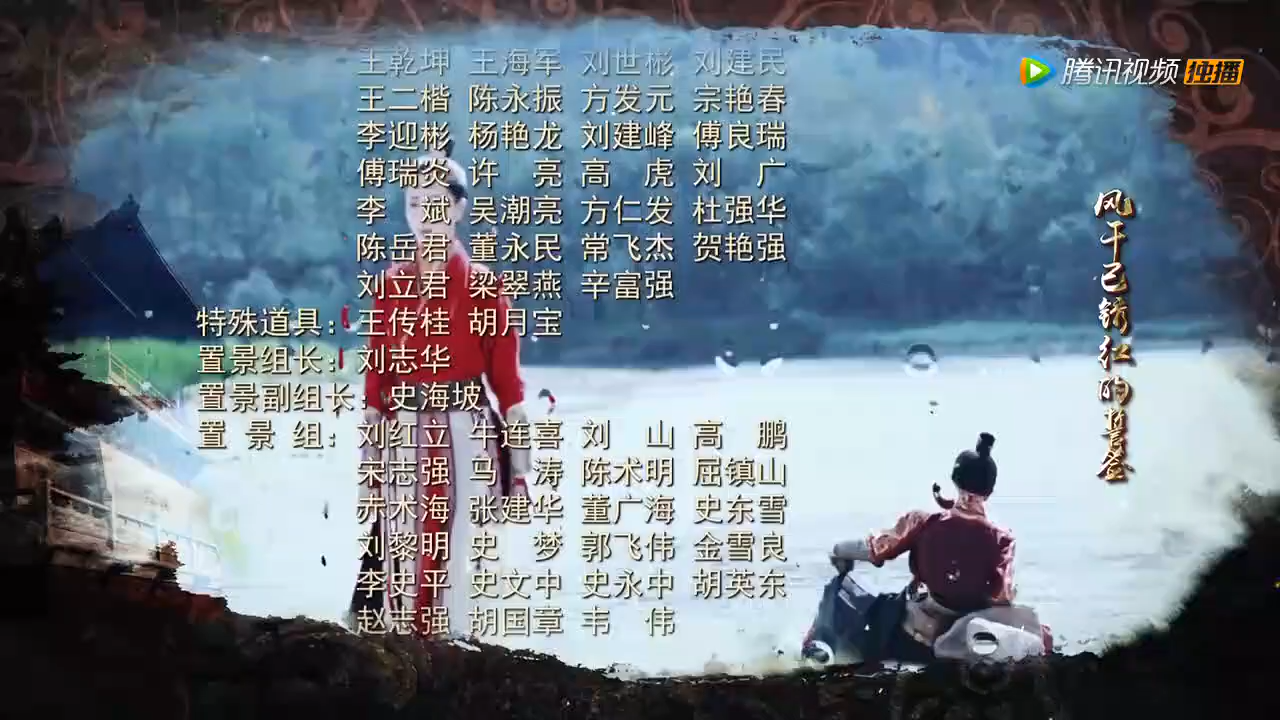 王乾坤 王海军 刘世彬 刘建民
王二楷 陈永振 方发元 宗艳春
李迎彬 杨艳龙 刘建峰 傅良瑞
傅瑞炎 许 亮 高 虎 刘 广
李 斌 吴潮亮 方仁发 杜强华
陈岳君 董永民 常飞杰 贺艳强
刘立君 梁翠燕 辛富强
特殊道具：王传桂 胡月宝
置景组长：刘志华
置景副组长：史海坡
置 景 组：刘红立 牛连喜 刘 山 高 鹏
宋志强 马 涛 陈术明 屈镇山
赤术海 张建华 董广海 史东雪
刘黎明 史 梦 郭飞伟 金雪良
李史平 史文中 史永中 胡英东
赵志强 胡国章 韦 伟
腾讯视频 独播
风干已锈红的